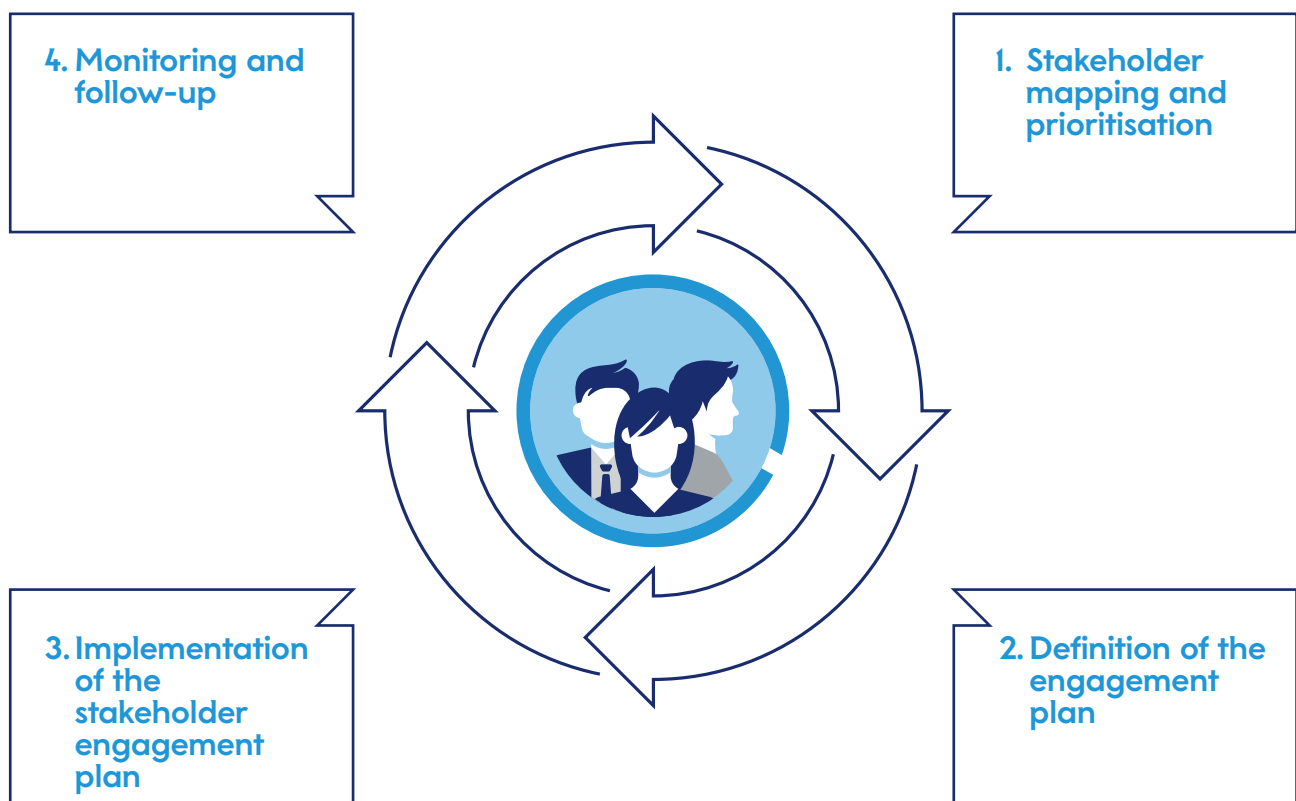 4. Monitoring and
follow-up
1. Stakeholder
mapping and
prioritisation
3. Implementation
of the
stakeholder
engagement
plan
2. Definition of the
engagement
plan